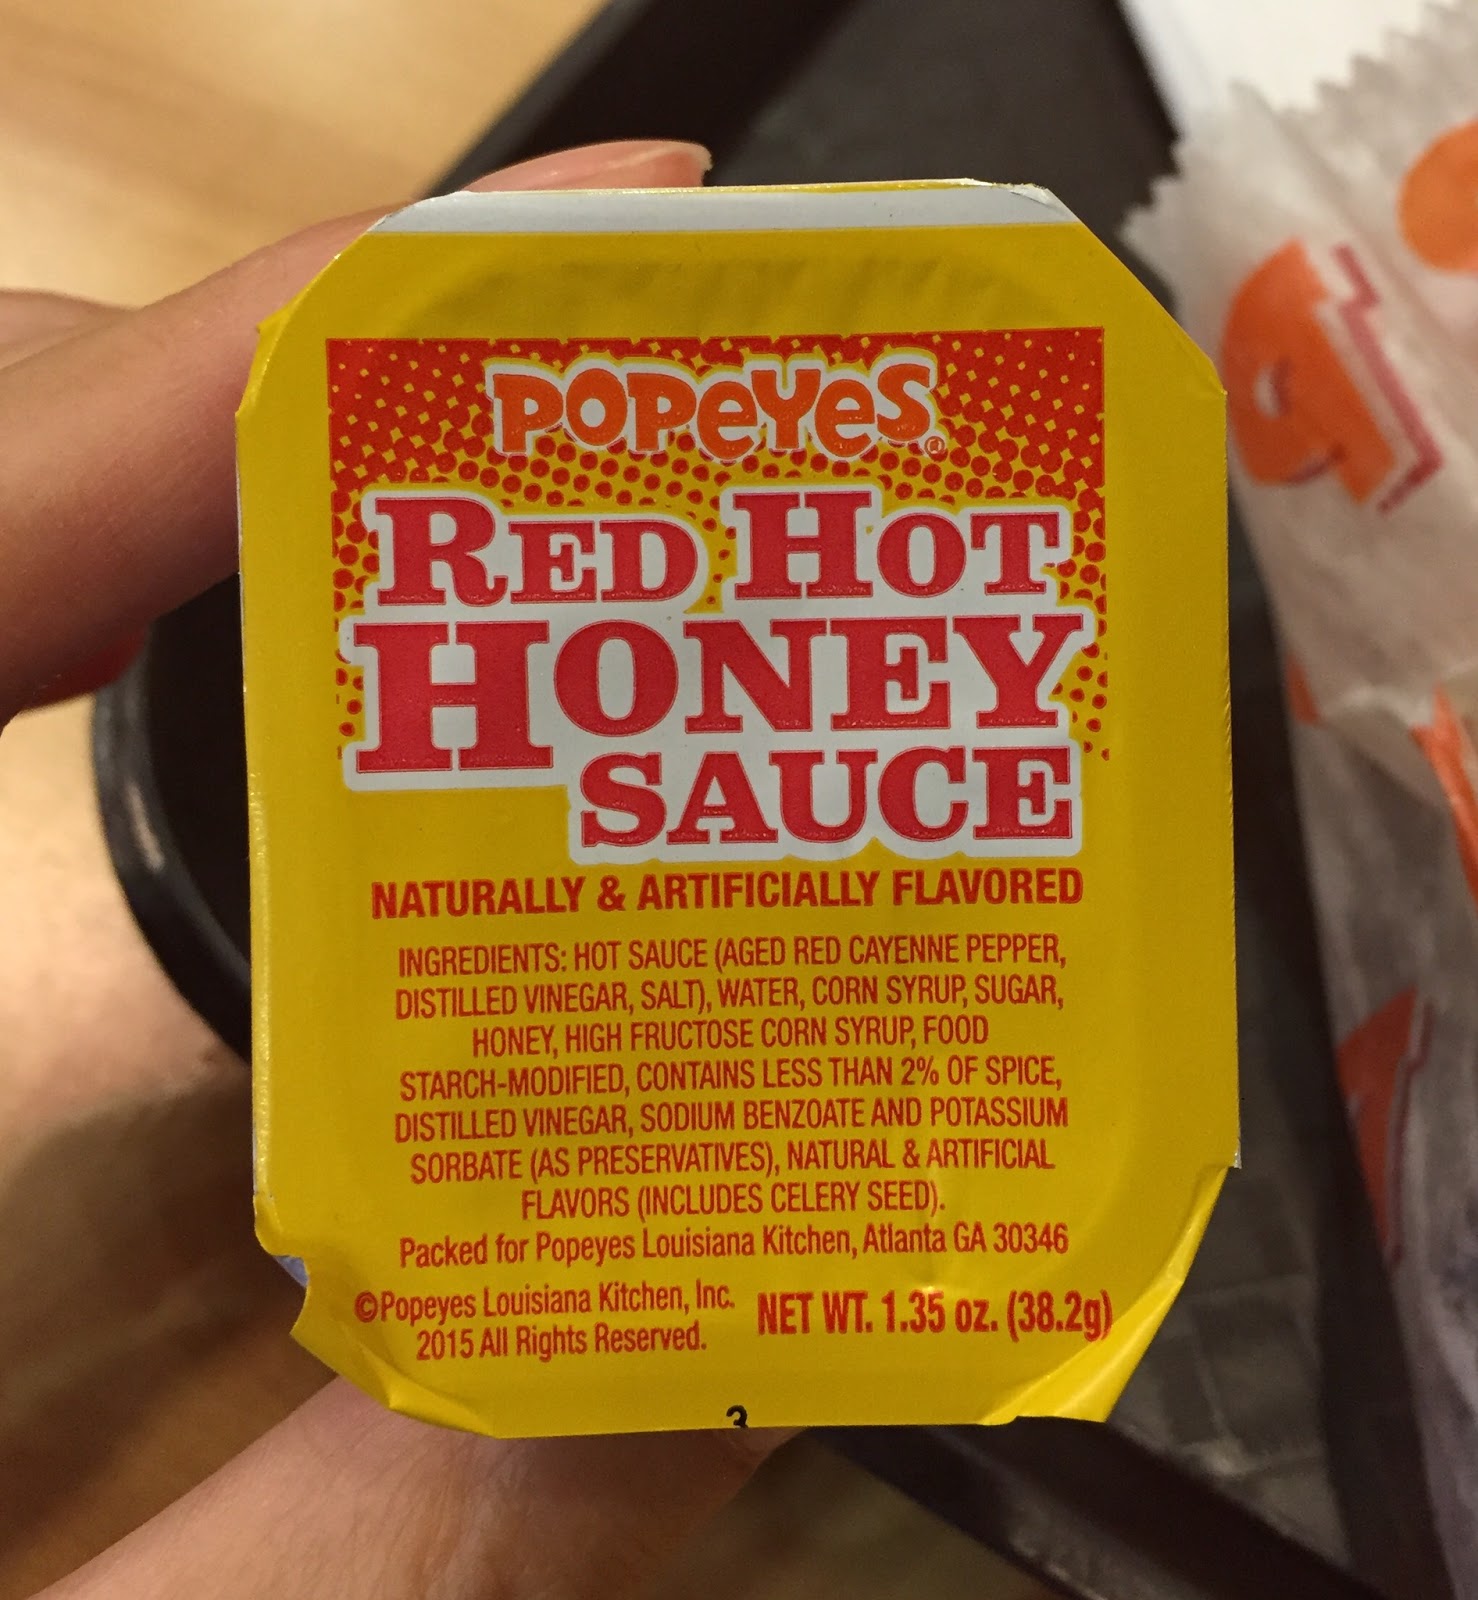 POPEYES®
RED HOT
HONEY
SAUCE
NATURALLY & ARTIFICIALLY FLAVORED
INGREDIENTS: HOT SAUCE (AGED RED CAYENNE PEPPER,
DISTILLED VINEGAR, SALT), WATER, CORN SYRUP, SUGAR,
HONEY, HIGH FRUCTOSE CORN SYRUP, FOOD
STARCH-MODIFIED, CONTAINS LESS THAN 2% OF SPICE,
DISTILLED VINEGAR, SODIUM BENZOATE AND POTASSIUM
SORBATE (AS PRESERVATIVES), NATURAL & ARTIFICIAL
FLAVORS (INCLUDES CELERY SEED).
Packed for Popeyes Louisiana Kitchen, Atlanta GA 30346
©Popeyes Louisiana Kitchen, Inc.
2015 All Rights Reserved.
NET WT. 1.35 oz. (38.2g)
3